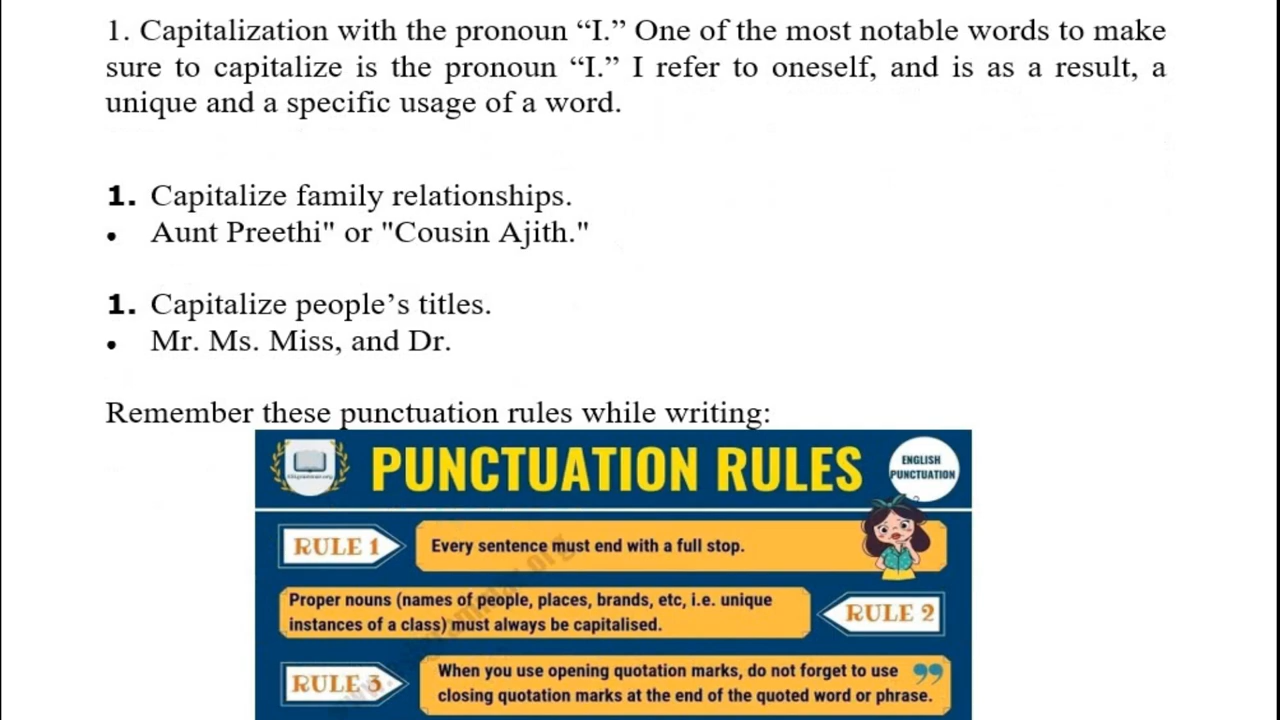 1. Capitalization with the pronoun “I.” One of the most notable words to make
sure to capitalize is the pronoun “I.” I refer to oneself, and is as a result, a
unique and a specific usage of a word.
1. Capitalize family relationships.
• Aunt Preethi" or "Cousin Ajith."
1. Capitalize people’s titles.
• Mr. Ms. Miss, and Dr.
Remember these punctuation rules while writing:
PUNCTUATION RULES
ENGLISH
PUNCTUATION
RULE 1
Every sentence must end with a full stop.
Proper nouns (names of people, places, brands, etc, i.e. unique
instances of a class) must always be capitalised.
RULE 2
RULE 3
When you use opening quotation marks, do not forget to use
closing quotation marks at the end of the quoted word or phrase.